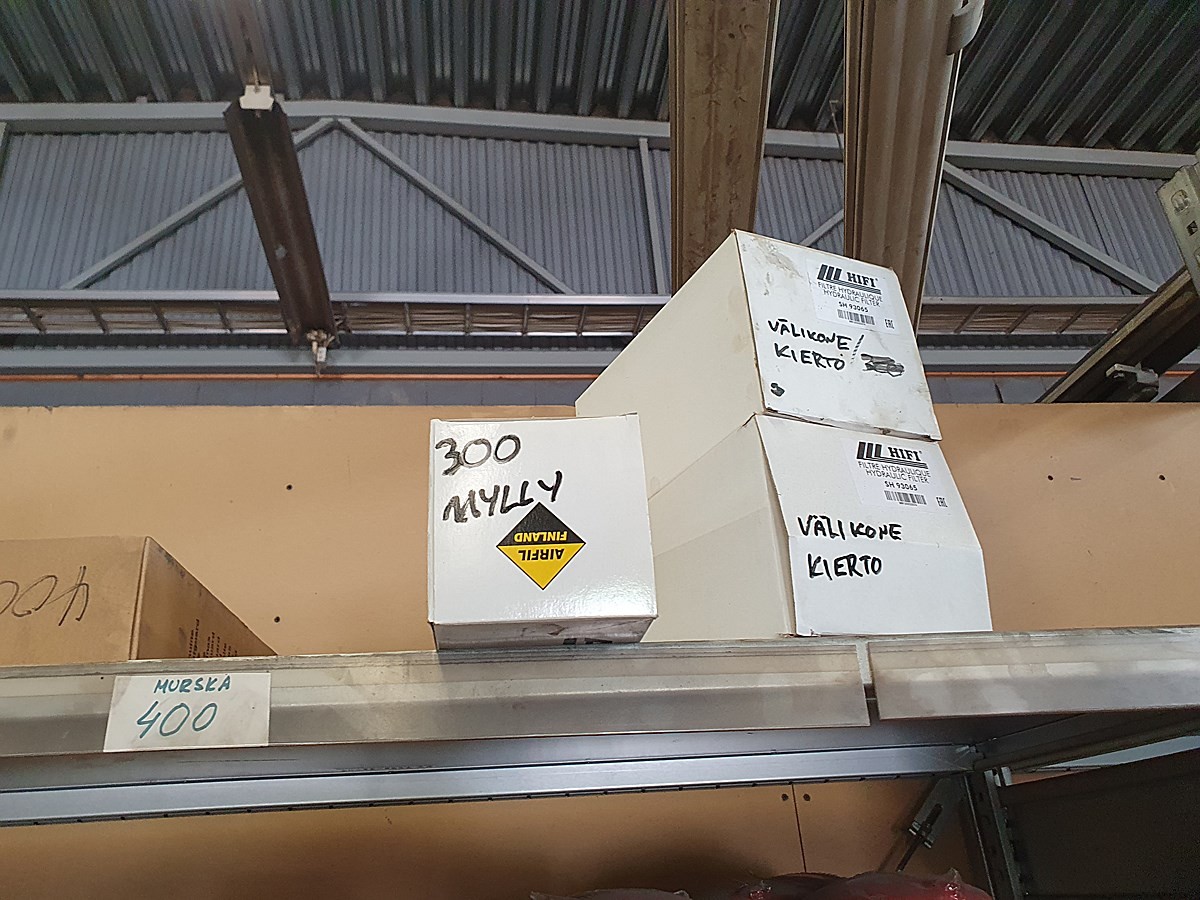 HIFI
FILTRE HYDRAULIQUE
HYDRAULIC FILTER
SH 93065
EAC
VÄLIKONE/
KIERTO
HIFI
FILTRE HYDRAULIQUE
HYDRAULIC FILTER
SH 93065
EAC
VÄLIKONE
KIERTO
300
MYLLY
AIRFIL
FINLAND
400
MURSKA
400